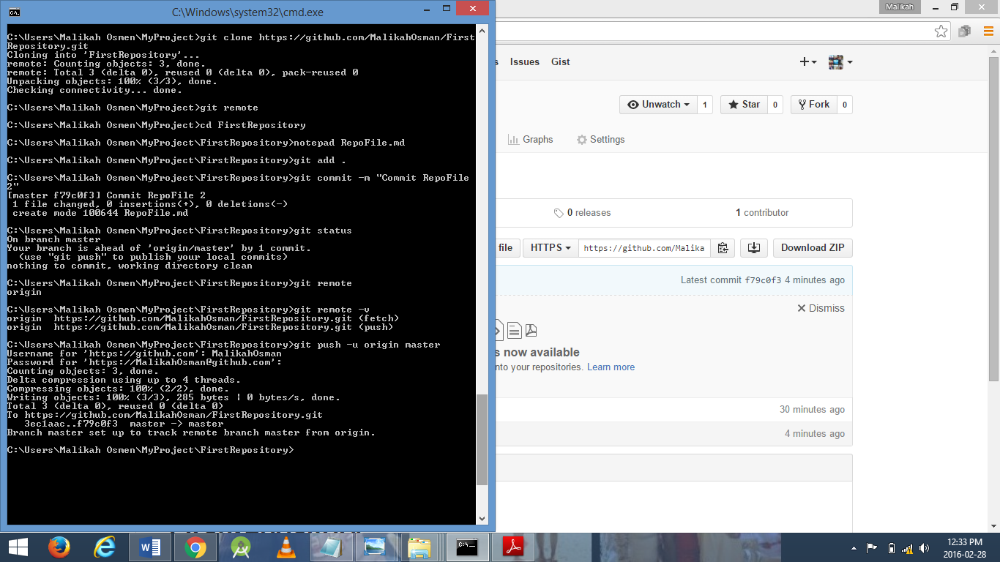 C:\Windows\system32\cmd.exe
C:\Users\Malikah Osmen\MyProject>git clone https://github.com/MalikahOsman/First
Repository.git
Cloning into 'FirstRepository'...
remote: Counting objects: 3, done.
remote: Total 3 (delta 0), reused 0 (delta 0), pack-reused 0
Unpacking objects: 100% (3/3), done.
Checking connectivity... done.
C:\Users\Malikah Osmen\MyProject>git remote
C:\Users\Malikah Osmen\MyProject>cd FirstRepository
C:\Users\Malikah Osmen\MyProject\FirstRepository>notepad RepoFile.md
C:\Users\Malikah Osmen\MyProject\FirstRepository>git add .
C:\Users\Malikah Osmen\MyProject\FirstRepository>git commit -m "Commit RepoFile
2"
[master f79c0f3] Commit RepoFile 2
1 file changed, 0 insertions(+), 0 deletions(-)
create mode 100644 RepoFile.md
C:\Users\Malikah Osmen\MyProject\FirstRepository>git status
On branch master
Your branch is ahead of 'origin/master' by 1 commit.
(use "git push" to publish your local commits)
nothing to commit, working directory clean
C:\Users\Malikah Osmen\MyProject\FirstRepository>git remote
origin
C:\Users\Malikah Osmen\MyProject\FirstRepository>git remote -v
origin  https://github.com/MalikahOsman/FirstRepository.git (fetch)
origin  https://github.com/MalikahOsman/FirstRepository.git (push)
C:\Users\Malikah Osmen\MyProject\FirstRepository>git push -u origin master
Username for 'https://github.com': MalikahOsman
Password for 'https://MalikahOsman@github.com':
Counting objects: 3, done.
Delta compression using up to 4 threads.
Compressing objects: 100% (2/2), done.
Writing objects: 100% (3/3), 285 bytes | 0 bytes/s, done.
Total 3 (delta 0), reused 0 (delta 0)
To https://github.com/MalikahOsman/FirstRepository.git
3ec1aac..f79c0f3  master -> master
Branch master set up to track remote branch master from origin.
C:\Users\Malikah Osmen\MyProject\FirstRepository>
Malikah
s Issues Gist
Unwatch 1 Star 0 Fork 0
Graphs Settings
0 releases 1 contributor
file HTTPS https://github.com/Malika Download ZIP
Latest commit f79c0f3 4 minutes ago
Dismiss
s now available
nto your repositories. Learn more
30 minutes ago
4 minutes ago
12:33 PM
2016-02-28